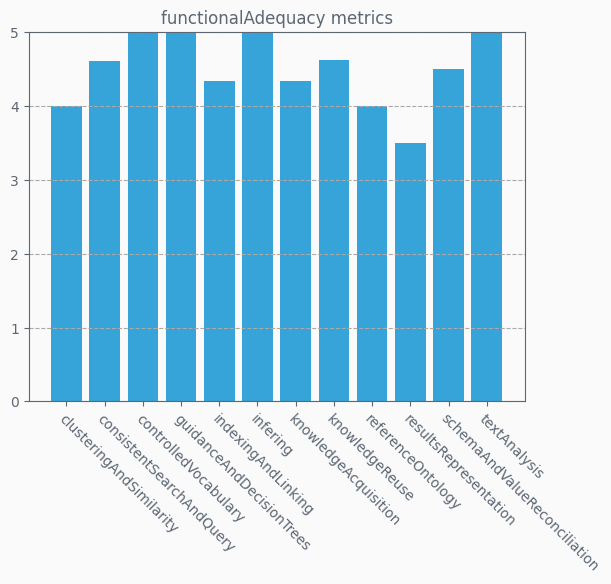 functionalAdequacy metrics
5
4
3
2
1
0
clusteringAndSimilarity
consistentSearchAndQuery
controlledVocabulary
guidanceAndDecisionTrees
indexingAndLinking
infering
knowledgeAcquisition
knowledgeReuse
referenceOntology
resultsRepresentation
schemaAndValueReconciliation
textAnalysis